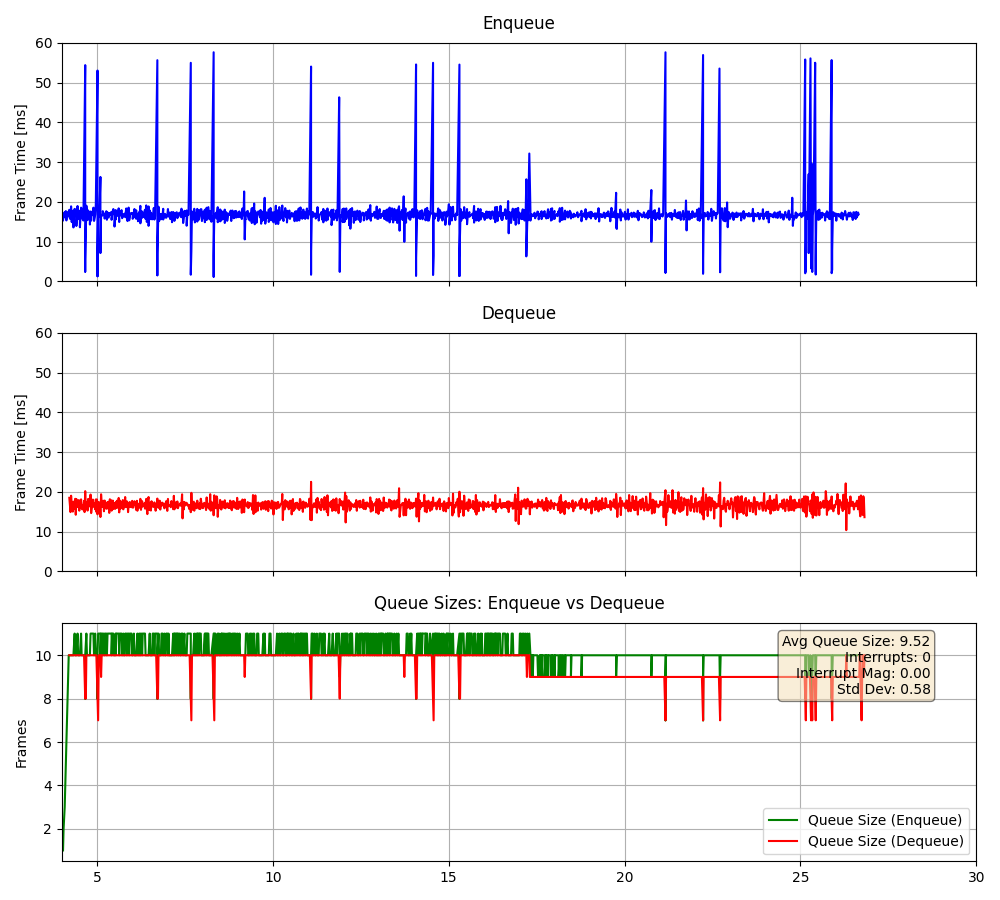 Enqueue
60
50
40
30
20
10
0
Frame Time [ms]
Dequeue
60
50
40
30
20
10
0
Frame Time [ms]
Queue Sizes: Enqueue vs Dequeue
10
8
6
4
2
Frames
Avg Queue Size: 9.52
Interrupts: 0
Interrupt Mag: 0.00
Std Dev: 0.58
Queue Size (Enqueue)
Queue Size (Dequeue)
5 10 15 20 25 30